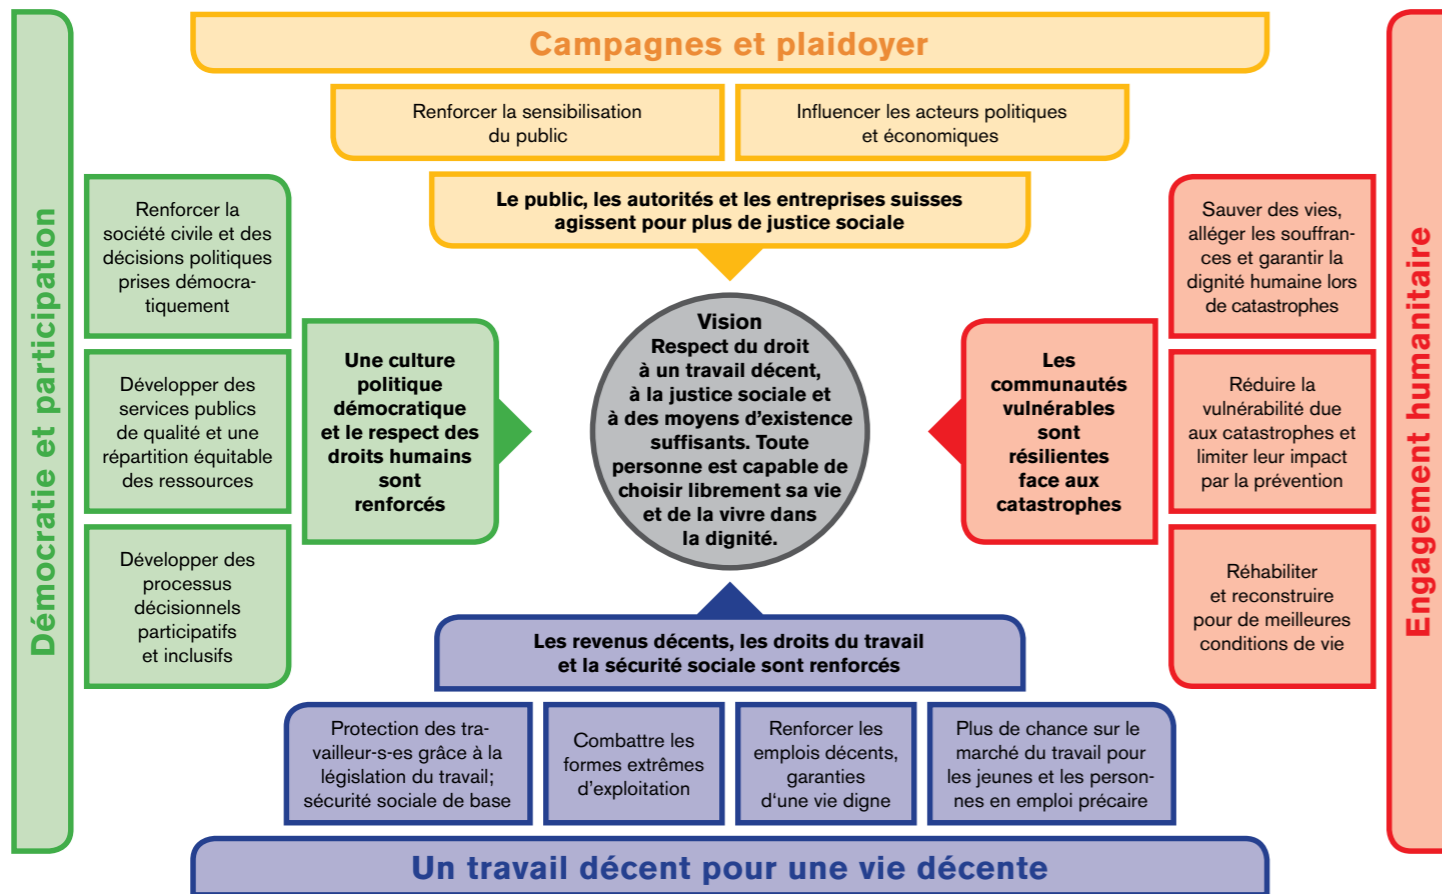 Campagnes et plaidoyer
Renforcer la sensibilisation
du public
Influencer les acteurs politiques
et économiques
Le public, les autorités et les entreprises suisses
agissent pour plus de justice sociale
Démocratie et participation
Renforcer la
société civile et des
décisions politiques
prises démocra-
tiquement
Développer des
services publics
de qualité et une
répartition équitable
des ressources
Développer des
processus
décisionnels
participatifs
et inclusifs
Une culture
politique
démocratique
et le respect des
droits humains
sont
renforcés
Vision
Respect du droit
à un travail décent,
à la justice sociale et
à des moyens d’existence
suffisants. Toute
personne est capable de
choisir librement sa vie
et de la vivre dans
la dignité.
Les
communautés
vulnérables
sont
résilientes
face aux
catastrophes
Sauver des vies,
alléger les souffran-
ces et garantir la
dignité humaine lors
de catastrophes
Réduire la
vulnérabilité due
aux catastrophes et
limiter leur impact
par la prévention
Réhabiliter
et reconstruire
pour de meilleures
conditions de vie
Engagement humanitaire
Les revenus décents, les droits du travail
et la sécurité sociale sont renforcés
Protection des tra-
vailleur-s-es grâce à la
législation du travail;
sécurité sociale de base
Combattre les
formes extrêmes
d’exploitation
Renforcer les
emplois décents,
garanties
d‘une vie digne
Plus de chance sur le
marché du travail pour
les jeunes et les person-
nes en emploi précaire
Un travail décent pour une vie décente